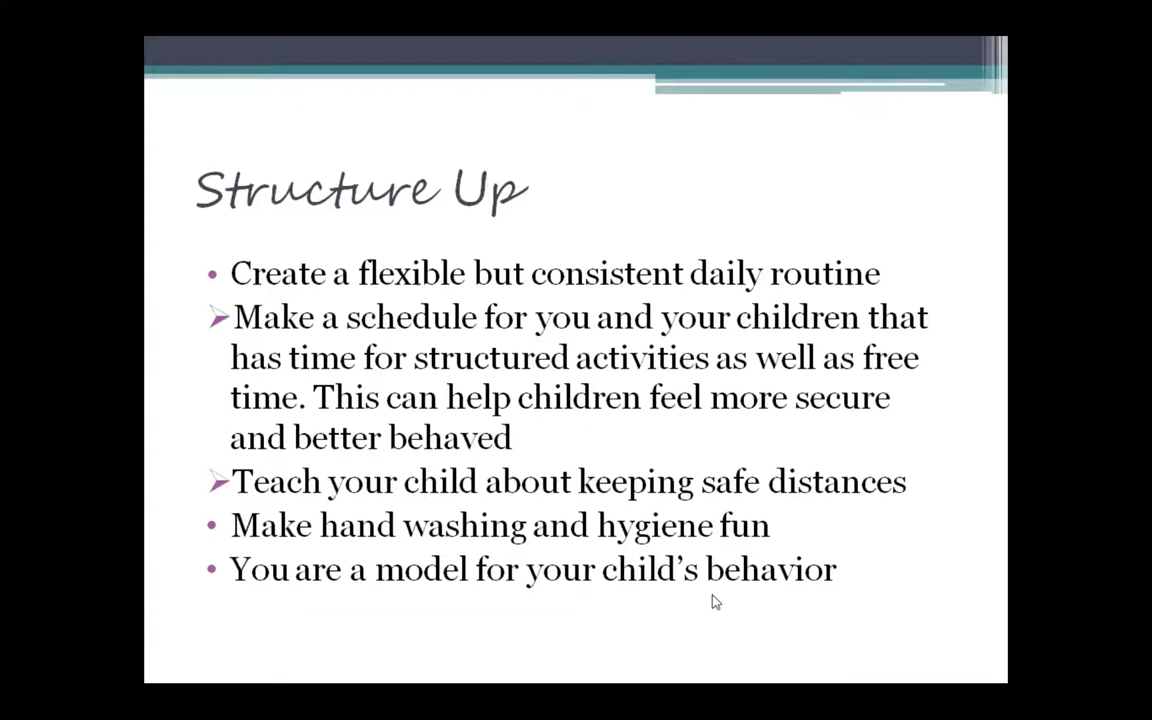 Structure Up
• Create a flexible but consistent daily routine
➢Make a schedule for you and your children that
has time for structured activities as well as free
time. This can help children feel more secure
and better behaved
➢Teach your child about keeping safe distances
• Make hand washing and hygiene fun
• You are a model for your child’s behavior